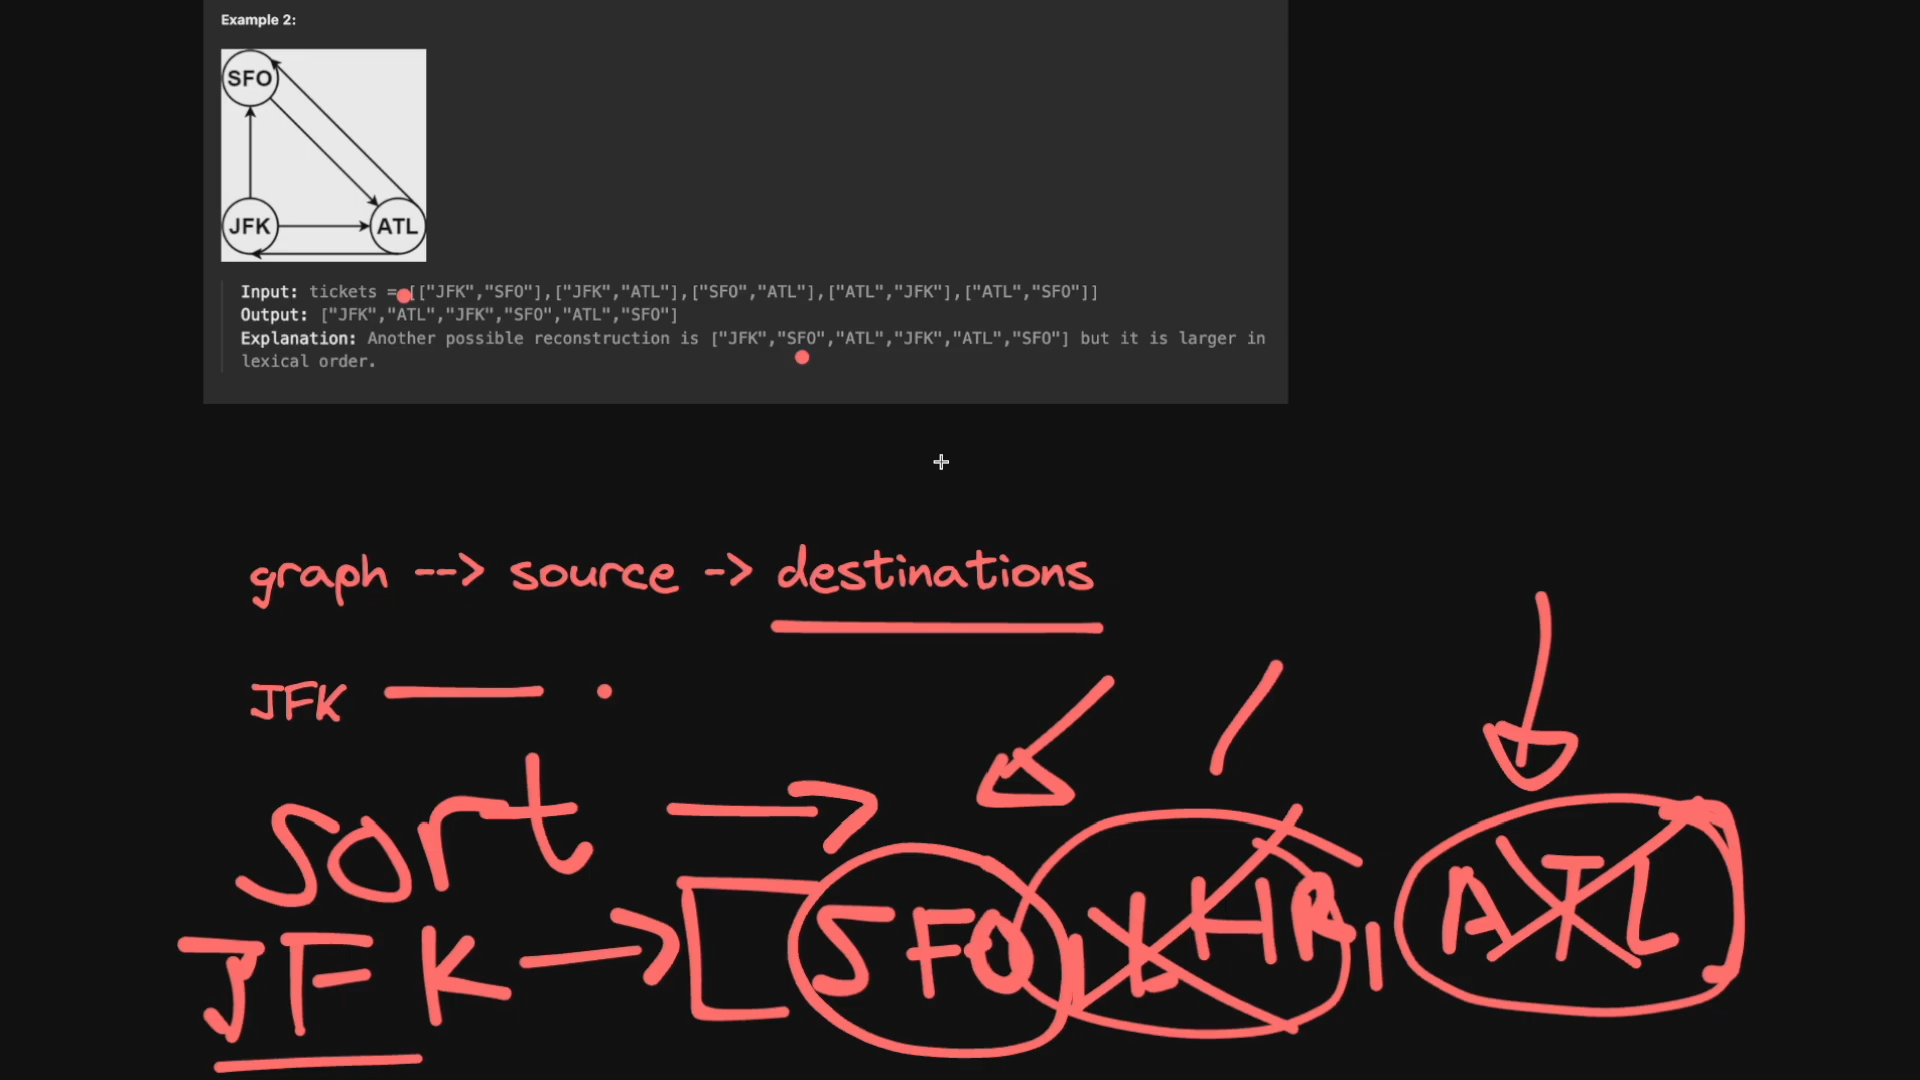 Example 2:
SFO
JFK
ATL
Input: tickets = [["JFK","SFO"],["JFK","ATL"],["SFO","ATL"],["ATL","JFK"],["ATL","SFO"]]
Output: ["JFK","ATL","JFK","SFO","ATL","SFO"]
Explanation: Another possible reconstruction is ["JFK","SFO","ATL","JFK","ATL","SFO"] but it is larger in
lexical order.
graph --> source -> destinations
JFK
Sort
JFK → [SFO, LHR, ATL]